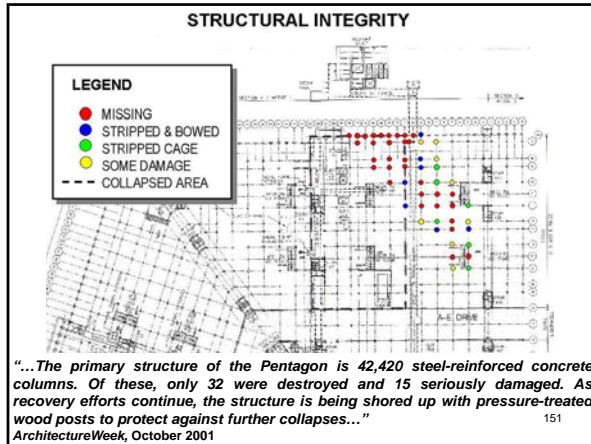 STRUCTURAL INTEGRITY
LEGEND
MISSING
STRIPPED & BOWED
STRIPPED CAGE
SOME DAMAGE
COLLAPSED AREA
A-E DRIVE
“…The primary structure of the Pentagon is 42,420 steel-reinforced concrete
columns. Of these, only 32 were destroyed and 15 seriously damaged. As
recovery efforts continue, the structure is being shored up with pressure-treated
wood posts to protect against further collapses…”
151
ArchitectureWeek, October 2001